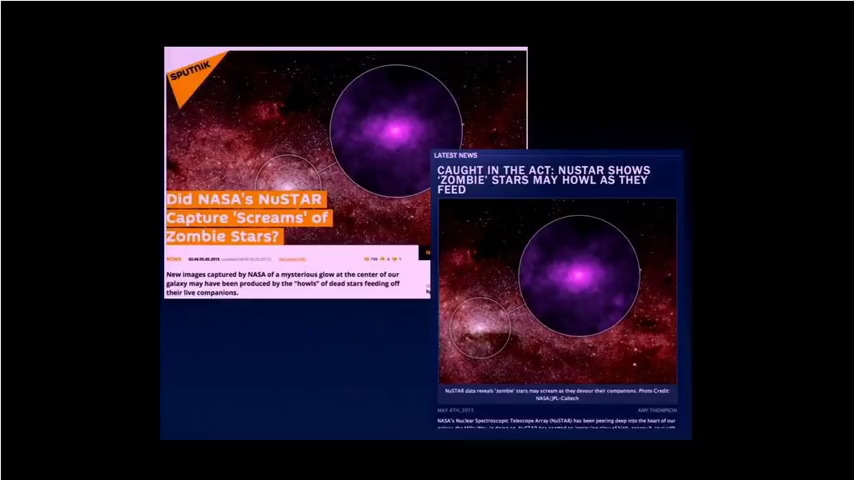 SPUTNIK
Did NASA's NuSTAR
Capture 'Screams' of
Zombie Stars?
NEWS
New images captured by NASA of a mysterious glow at the center of our
galaxy may have been produced by the "howls" of dead stars feeding off
their live companions.
LATEST NEWS
CAUGHT IN THE ACT: NUSTAR SHOWS
'ZOMBIE' STARS MAY HOWL AS THEY
FEED
NuSTAR data reveals 'zombie' stars may scream as they devour their companions. Photo Credit:
NASA/JPL-Caltech
MAY 4TH, 2015
AMY THOMPSON
NASA's Nuclear Spectroscopic Telescope Array (NuSTAR) has been peering deep into the heart of our